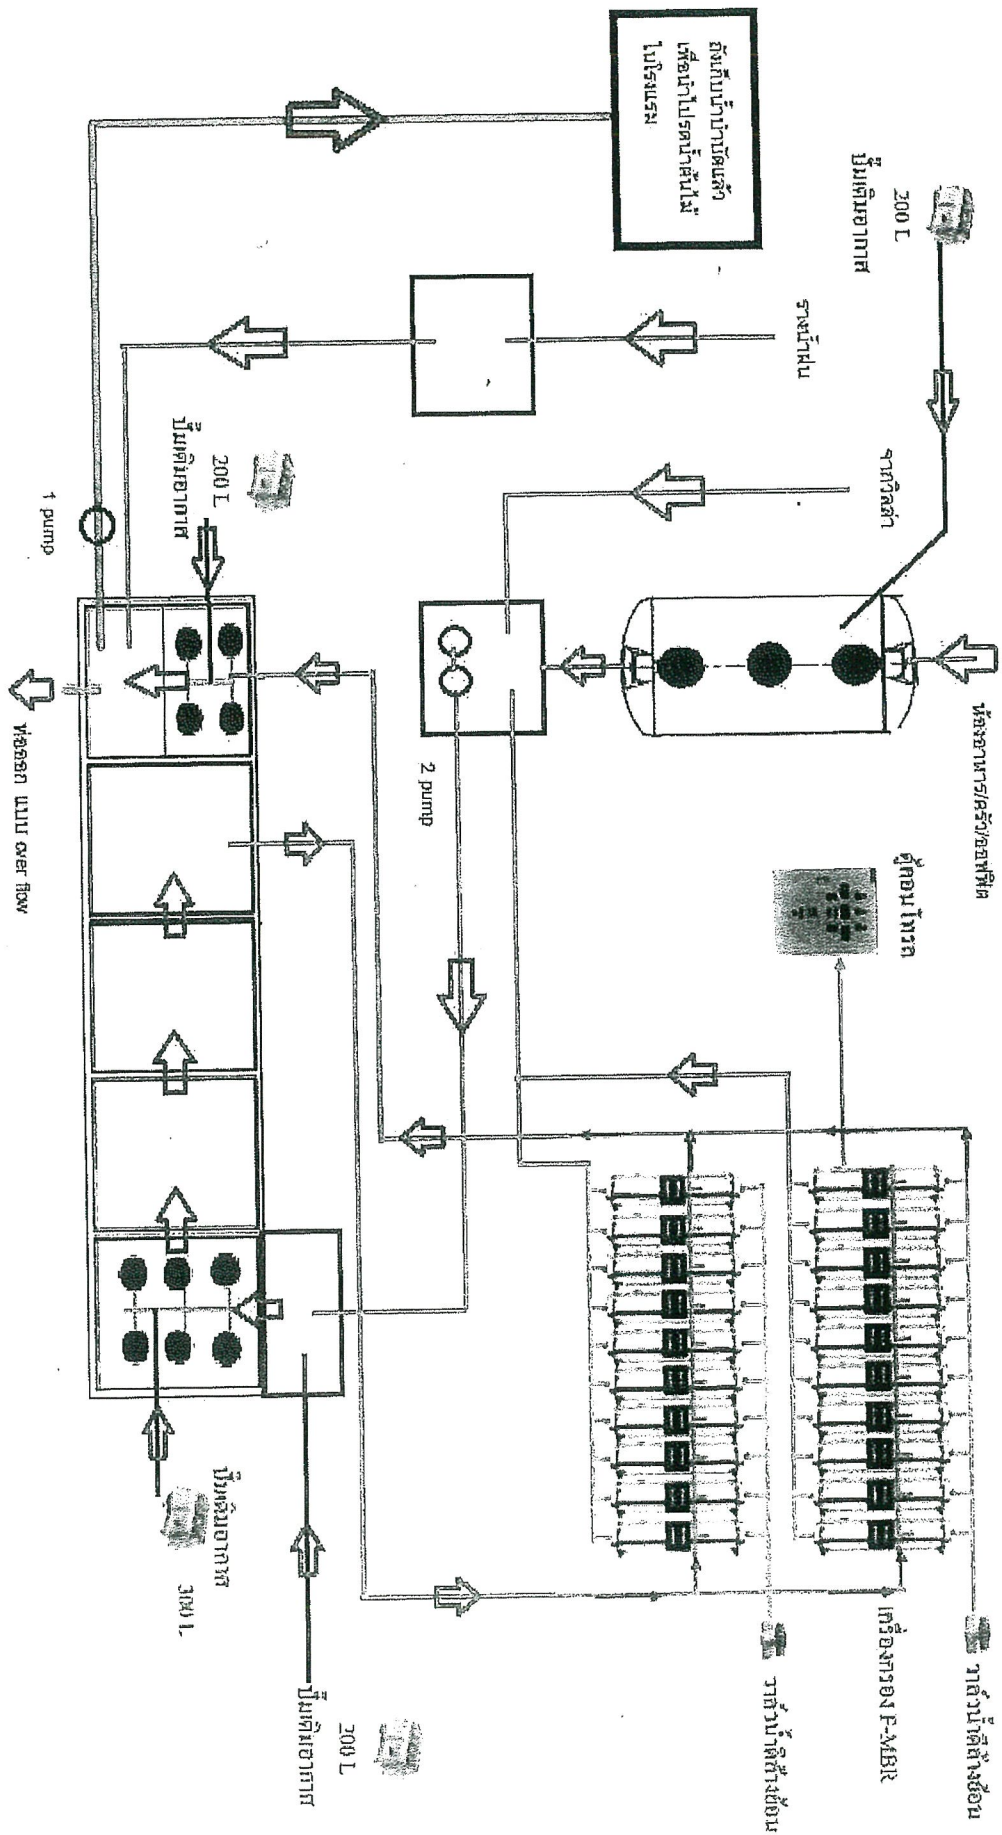 ห้องอาหาร/ครัว/ออฟฟิต
ตู้คอนโทรล
วาล์วน้ำดีล้างย้อน
เครื่องกรอง F-MBR
วาล์วน้ำดีล้างย้อน
200 L
ปั๊มเติมอากาศ
จากวิลล่า
รางน้ำฝน
ถังเก็บน้ำบำบัดแล้ว
เพื่อนำไปรดน้ำต้นไม้
ในโรงแรม
2 pump
200 L
ปั๊มเติมอากาศ
1 pump
ท่อออก แบบ over flow
ปั๊มเติมอากาศ
300 L
200 L
ปั๊มเติมอากาศ